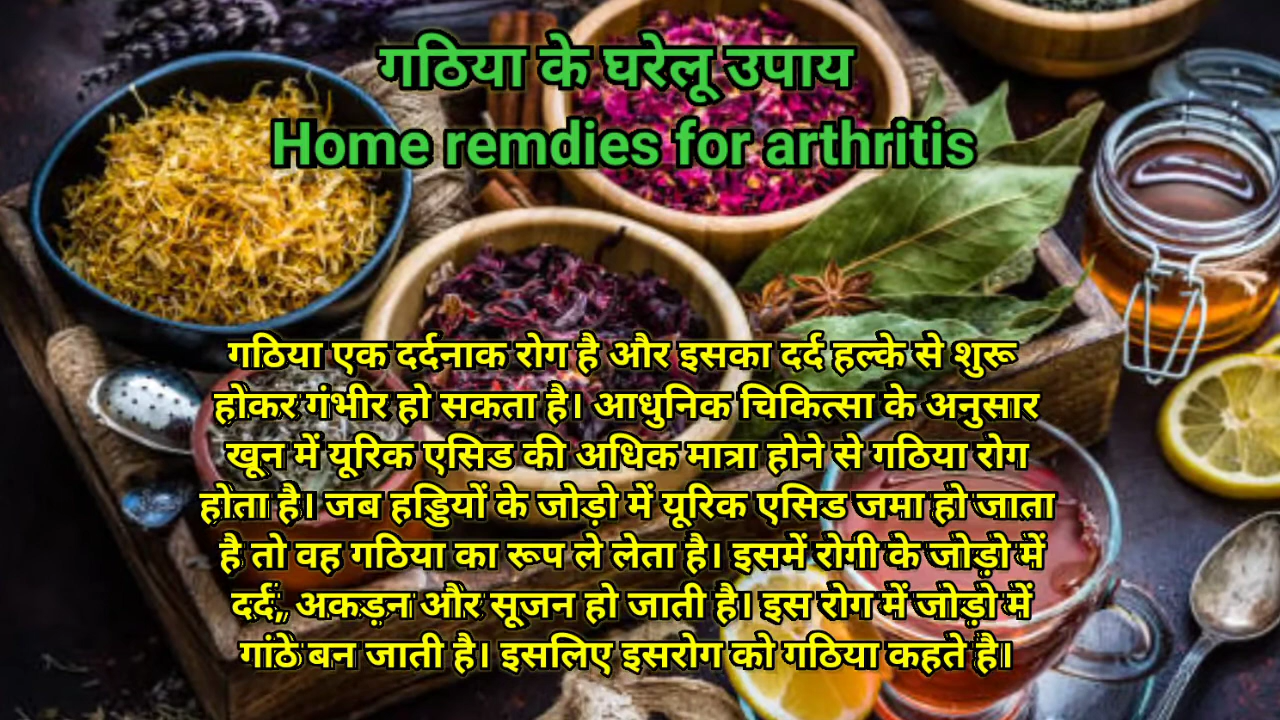 गठिया के घरेलू उपाय
Home remdies for arthritis
गठिया एक दर्दनाक रोग है और इसका दर्द हल्के से शुरू
होकर गंभीर हो सकता है। आधुनिक चिकित्सा के अनुसार
खून में यूरिक एसिड की अधिक मात्रा होने से गठिया रोग
होता है। जब हड्डियों के जोड़ो में यूरिक एसिड जमा हो जाता
है तो वह गठिया का रूप ले लेता है। इसमें रोगी के जोड़ो में
दर्द, अकड़न और सूजन हो जाती है। इस रोग में जोड़ो में
गांठे बन जाती है। इसलिए इसरोग को गठिया कहते है।